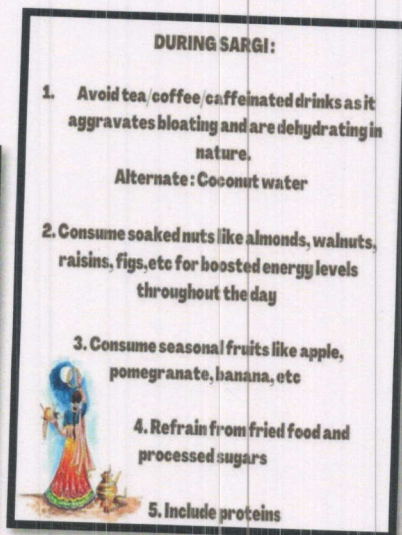 DURING SARGI:
1. Avoid tea/coffee/caffeinated drinks as it
aggravates bloating and are dehydrating in
nature.
Alternate: Coconut water
2. Consume soaked nuts like almonds, walnuts,
raisins, figs,etc for boosted energy levels
throughout the day
3. Consume seasonal fruits like apple,
pomegranate, banana, etc
4. Refrain from fried food and
processed sugars
5. Include proteins